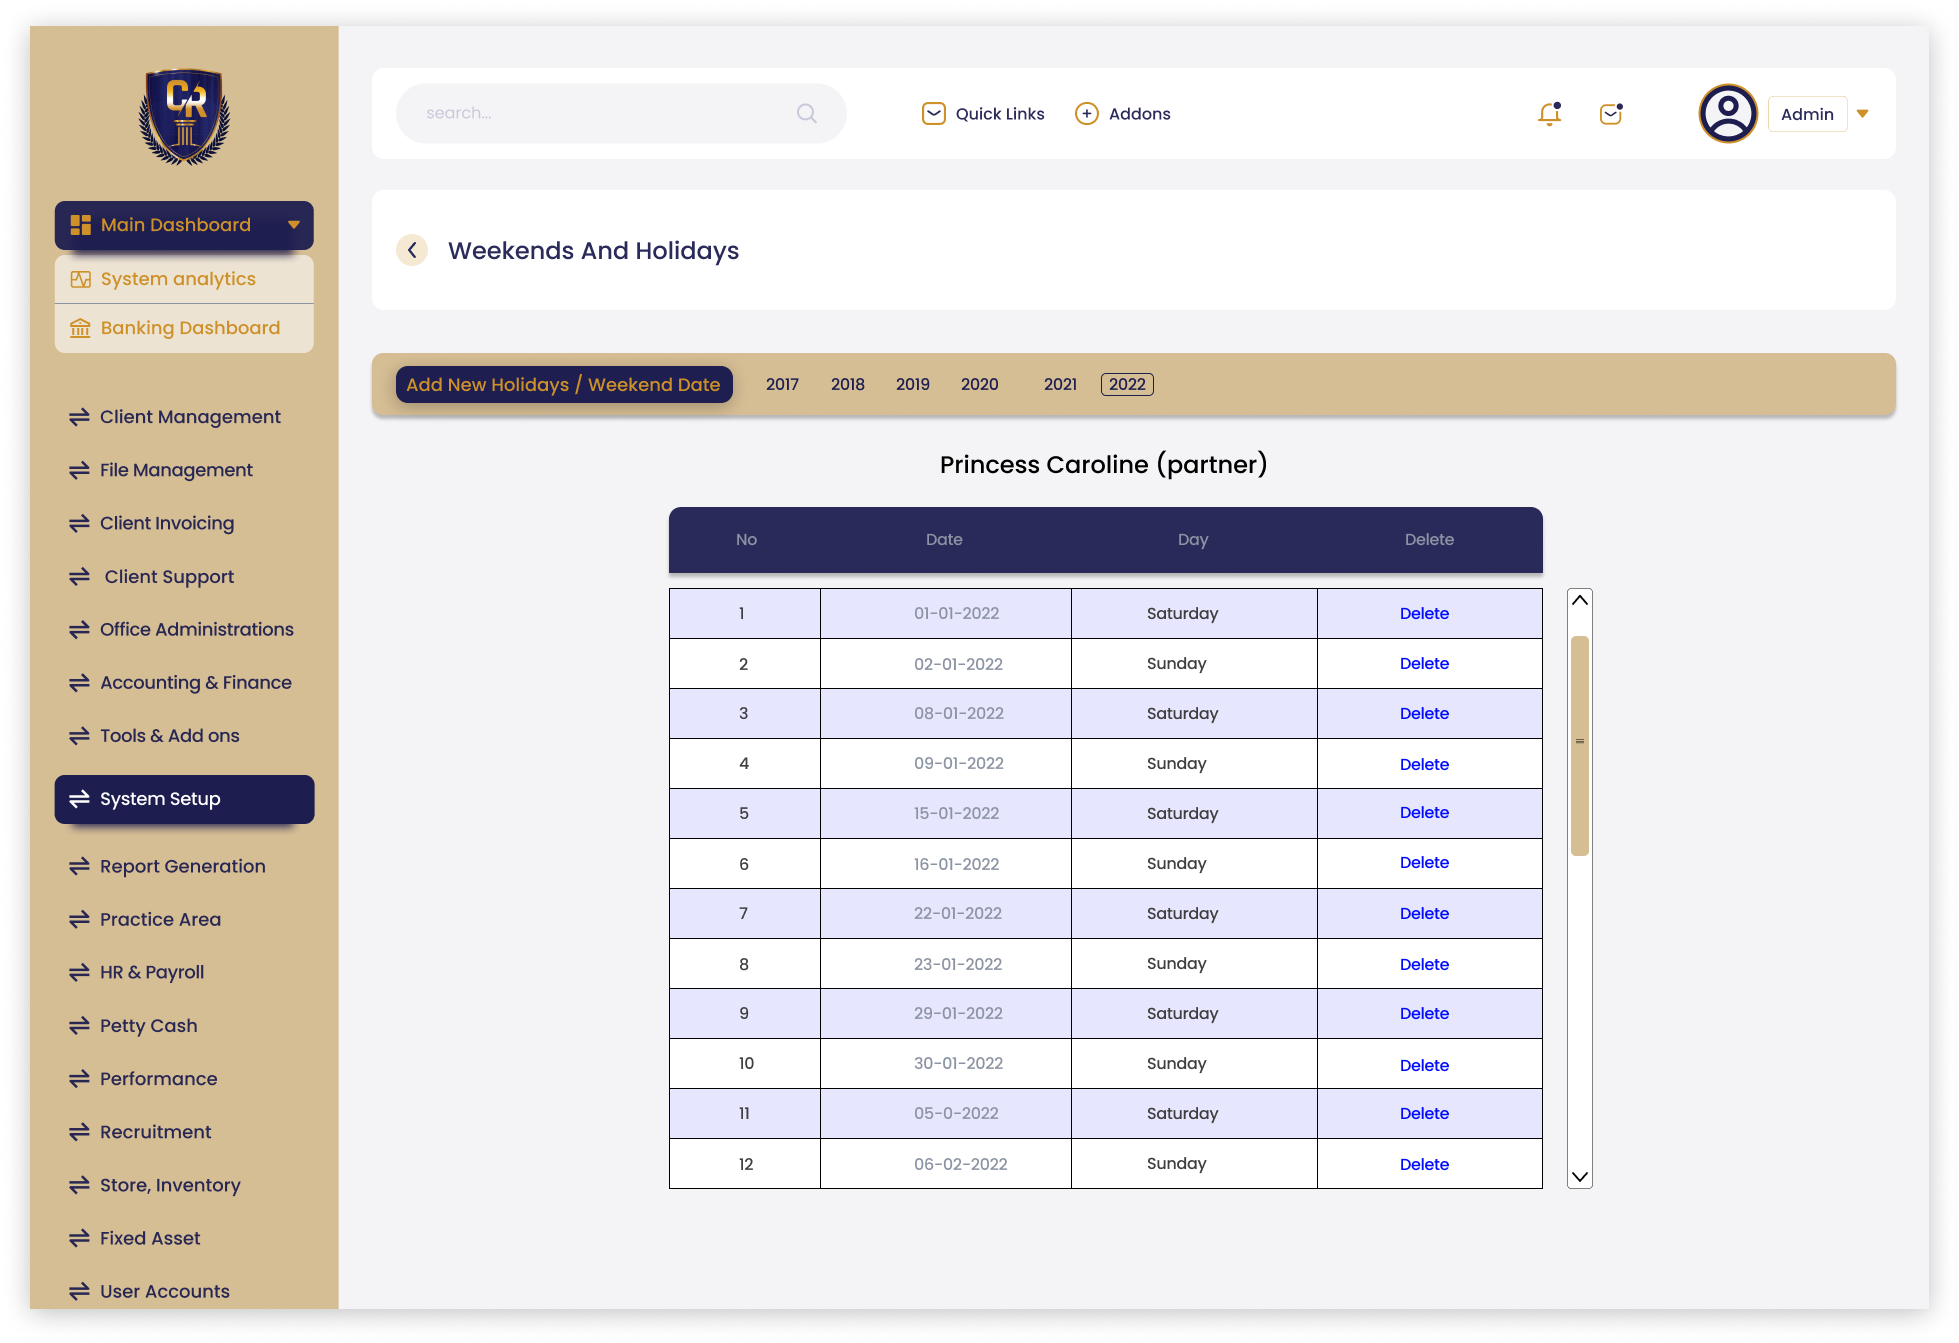 CR
search...
Quick Links
Addons
Admin
Main Dashboard
System analytics
Banking Dashboard
Client Management
File Management
Client Invoicing
Client Support
Office Administrations
Accounting & Finance
Tools & Add ons
System Setup
Report Generation
Practice Area
HR & Payroll
Petty Cash
Performance
Recruitment
Store, Inventory
Fixed Asset
User Accounts
Weekends And Holidays
Add New Holidays / Weekend Date 2017 2018 2019 2020 2021 2022
Princess Caroline (partner)
No Date Day Delete
1 01-01-2022 Saturday Delete
2 02-01-2022 Sunday Delete
3 08-01-2022 Saturday Delete
4 09-01-2022 Sunday Delete
5 15-01-2022 Saturday Delete
6 16-01-2022 Sunday Delete
7 22-01-2022 Saturday Delete
8 23-01-2022 Sunday Delete
9 29-01-2022 Saturday Delete
10 30-01-2022 Sunday Delete
11 05-0-2022 Saturday Delete
12 06-02-2022 Sunday Delete